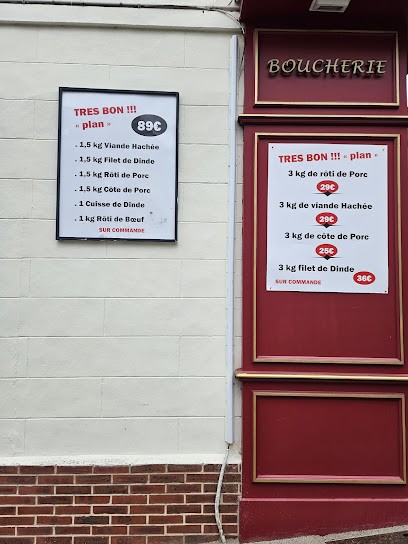 TRES BON !!!
« plan »
89€
. 1,5 kg Viande Hachée
. 1,5 kg Filet de Dinde
. 1,5 kg Rôti de Porc
. 1,5 kg Côte de Porc
. 1 Cuisse de Dinde
. 1 kg Rôti de Bœuf
SUR COMMANDE
BOUCHERIE
TRES BON !!! « plan »
3 kg de rôti de Porc
29€
3 kg de viande Hachée
29€
3 kg de côte de Porc
25€
3 kg filet de Dinde
36€
SUR COMMANDE